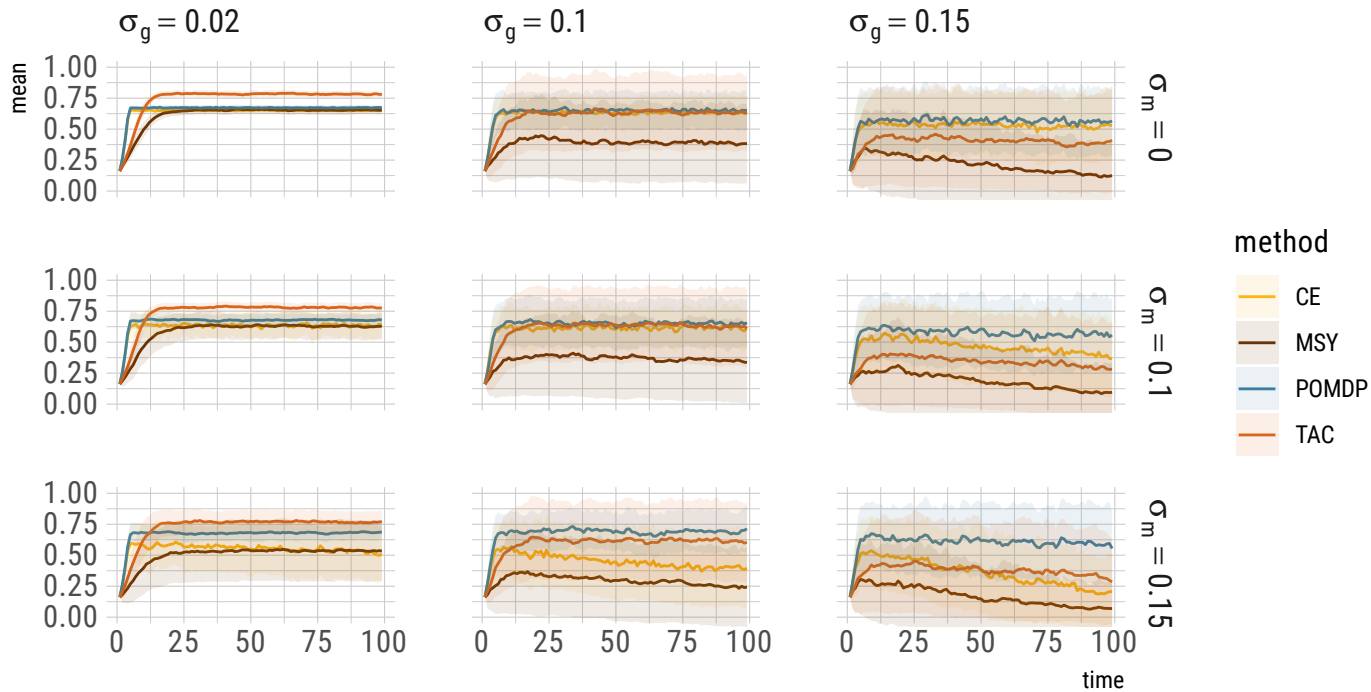 σg = 0.02
σg = 0.1
σg = 0.15
mean
1.00
0.75
0.50
0.25
0.00
σm = 0
1.00
0.75
0.50
0.25
0.00
σm = 0.1
1.00
0.75
0.50
0.25
0.00
σm = 0.15
0 25 50 75 100
0 25 50 75 100
0 25 50 75 100
time
method
CE
MSY
POMDP
TAC